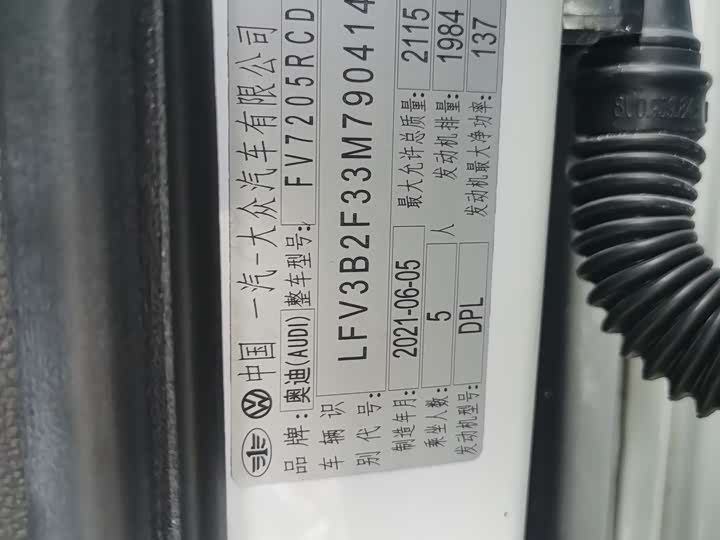 中国 一汽-大众汽车有限公司
品牌: 奥迪(AUDI) 整车型号: FV7205RCD
车辆识别代号: LFV3B2F33M790414
制造年月: 2021-06-05 最大允许总质量: 2115
乘坐人数: 5 人 发动机排量: 1984
发动机型号: DPL 发动机最大净功率: 137